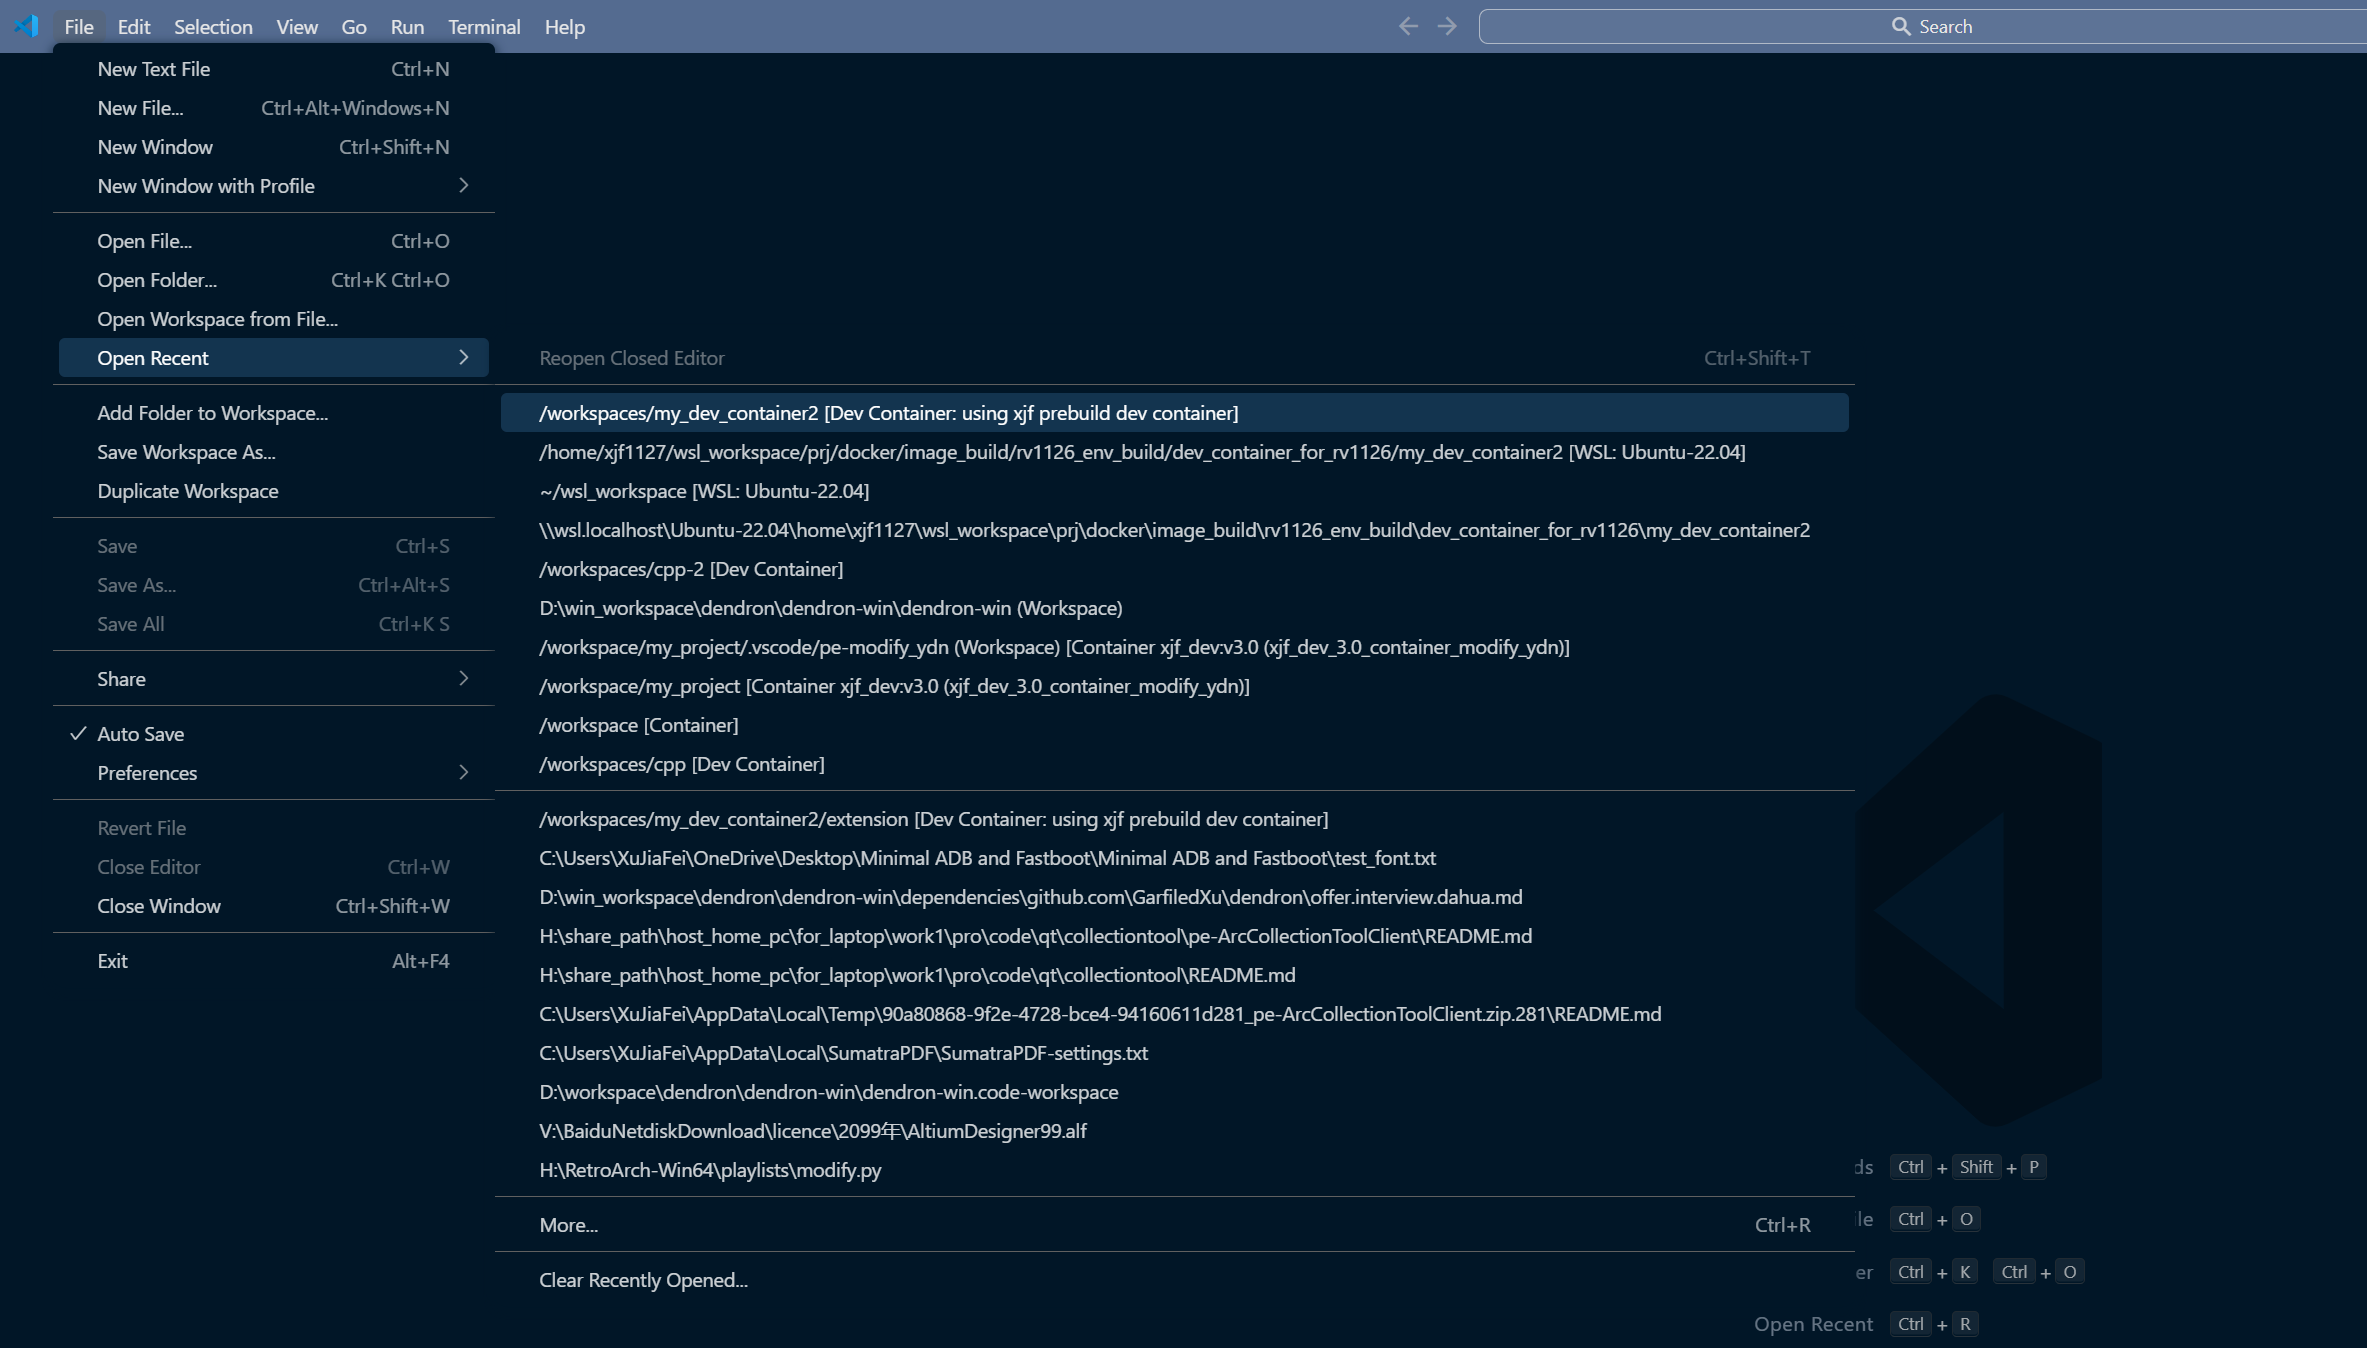 File Edit Selection View Go Run Terminal Help
Search
New Text File Ctrl+N
New File... Ctrl+Alt+Windows+N
New Window Ctrl+Shift+N
New Window with Profile
Open File... Ctrl+O
Open Folder... Ctrl+K Ctrl+O
Open Workspace from File...
Open Recent
Add Folder to Workspace...
Save Workspace As...
Duplicate Workspace
Save Ctrl+S
Save As... Ctrl+Alt+S
Save All Ctrl+K S
Share
Auto Save
Preferences
Revert File
Close Editor Ctrl+W
Close Window Ctrl+Shift+W
Exit Alt+F4
Reopen Closed Editor Ctrl+Shift+T
/workspaces/my_dev_container2 [Dev Container: using xjf prebuild dev container]
/home/xjf1127/wsl_workspace/prj/docker/image_build/rv1126_env_build/dev_container_for_rv1126/my_dev_container2 [WSL: Ubuntu-22.04]
~/wsl_workspace [WSL: Ubuntu-22.04]
\\wsl.localhost\Ubuntu-22.04\home\xjf1127\wsl_workspace\prj\docker\image_build\rv1126_env_build\dev_container_for_rv1126\my_dev_container2
/workspaces/cpp-2 [Dev Container]
D:\win_workspace\dendron\dendron-win\dendron-win (Workspace)
/workspace/my_project/.vscode/pe-modify_ydn (Workspace) [Container xjf_dev:v3.0 (xjf_dev_3.0_container_modify_ydn)]
/workspace/my_project [Container xjf_dev:v3.0 (xjf_dev_3.0_container_modify_ydn)]
/workspace [Container]
/workspaces/cpp [Dev Container]
/workspaces/my_dev_container2/extension [Dev Container: using xjf prebuild dev container]
C:\Users\XuJiaFei\OneDrive\Desktop\Minimal ADB and Fastboot\Minimal ADB and Fastboot\test_font.txt
D:\win_workspace\dendron\dendron-win\dependencies\github.com\GarfiledXu\dendron\offer.interview.dahua.md
H:\share_path\host_home_pc\for_laptop\work1\pro\code\qt\collectiontool\pe-ArcCollectionToolClient\README.md
H:\share_path\host_home_pc\for_laptop\work1\pro\code\qt\collectiontool\README.md
C:\Users\XuJiaFei\AppData\Local\Temp\90a80868-9f2e-4728-bce4-94160611d281_pe-ArcCollectionToolClient.zip.281\README.md
C:\Users\XuJiaFei\AppData\Local\SumatraPDF\SumatraPDF-settings.txt
D:\workspace\dendron\dendron-win\dendron-win.code-workspace
V:\BaiduNetdiskDownload\licence\2099年\AltiumDesigner99.alf
H:\RetroArch-Win64\playlists\modify.py
More... Ctrl+R
Clear Recently Opened...
ds Ctrl + Shift + P
ile Ctrl + O
er Ctrl + K Ctrl + O
Open Recent Ctrl + R